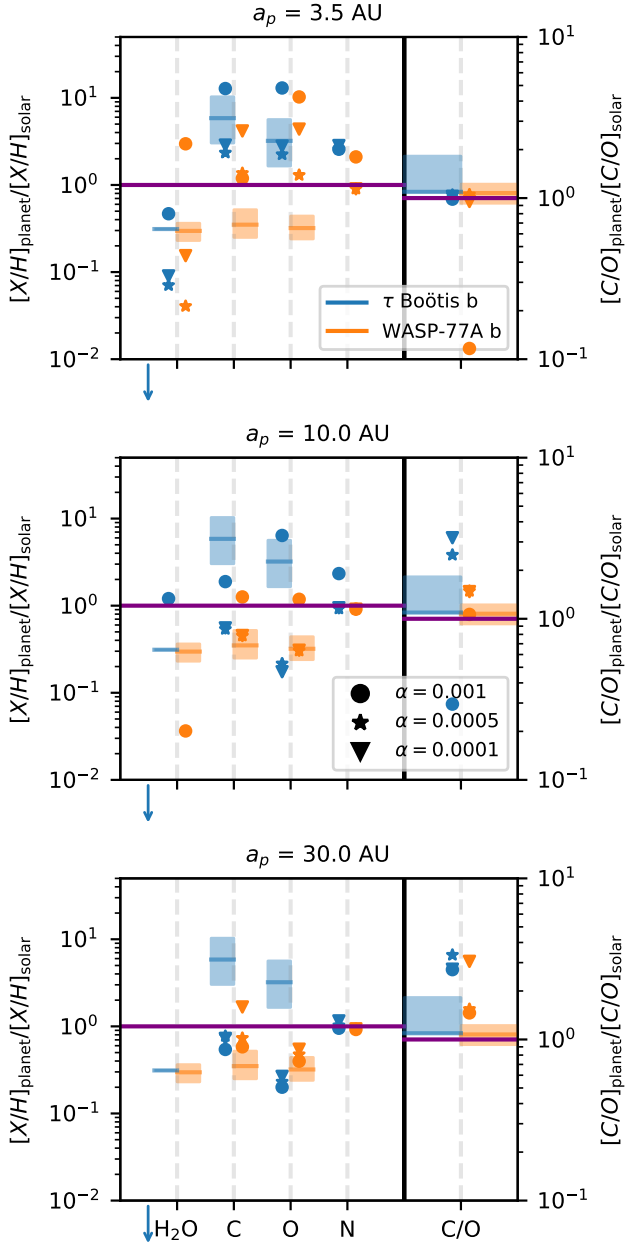 a_p = 3.5 AU
[X/H]_planet/[X/H]_solar
10^1
10^0
10^-1
10^-2
10^1
10^0
10^-1
[C/O]_planet/[C/O]_solar
τ Boötis b
WASP-77A b
a_p = 10.0 AU
[X/H]_planet/[X/H]_solar
10^1
10^0
10^-1
10^-2
10^1
10^0
10^-1
[C/O]_planet/[C/O]_solar
α = 0.001
α = 0.0005
α = 0.0001
a_p = 30.0 AU
[X/H]_planet/[X/H]_solar
10^1
10^0
10^-1
10^-2
10^1
10^0
10^-1
[C/O]_planet/[C/O]_solar
H₂O C O N C/O